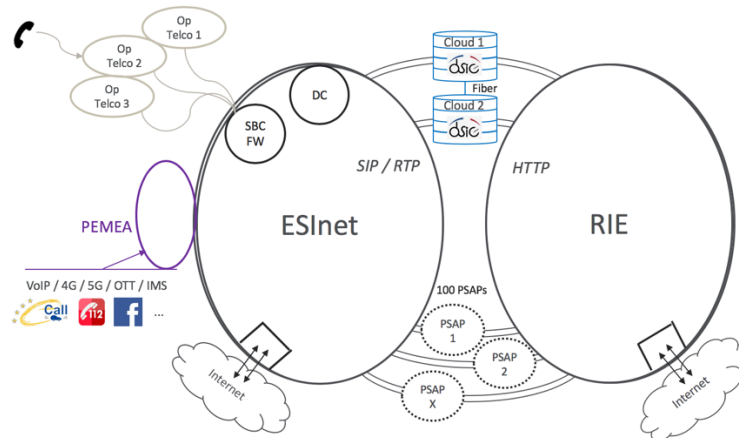 Op
Telco 1
Op
Telco 2
Op
Telco 3
SBC
FW
DC
Cloud 1
dsic
Fiber
Cloud 2
dsic
SIP / RTP
HTTP
PEMEA
ESInet
RIE
VoIP / 4G / 5G / OTT / IMS
Call
112
f
...
100 PSAPs
PSAP
1
PSAP
2
PSAP
X
Internet
Internet